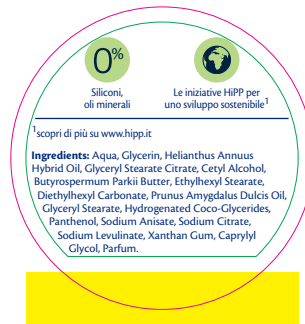 0%
Siliconi,
oli minerali
Le iniziative HiPP per
uno sviluppo sostenibile¹
¹scopri di più su www.hipp.it
Ingredients: Aqua, Glycerin, Helianthus Annuus
Hybrid Oil, Glyceryl Stearate Citrate, Cetyl Alcohol,
Butyrospermum Parkii Butter, Ethylhexyl Stearate,
Diethylhexyl Carbonate, Prunus Amygdalus Dulcis Oil,
Glyceryl Stearate, Hydrogenated Coco-Glycerides,
Panthenol, Sodium Anisate, Sodium Citrate,
Sodium Levulinate, Xanthan Gum, Caprylyl
Glycol, Parfum.